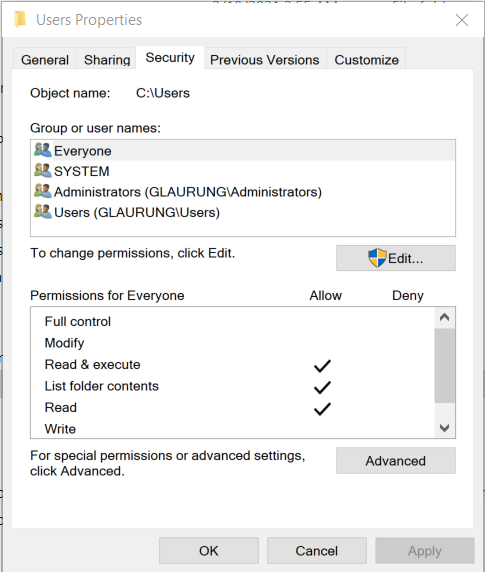 Users Properties
General Sharing Security Previous Versions Customize
Object name: C:\Users
Group or user names:
Everyone
SYSTEM
Administrators (GLAURUNG\Administrators)
Users (GLAURUNG\Users)
To change permissions, click Edit.
Edit...
Permissions for Everyone Allow Deny
Full control
Modify
Read & execute
List folder contents
Read
Write
For special permissions or advanced settings,
click Advanced.
Advanced
OK Cancel Apply